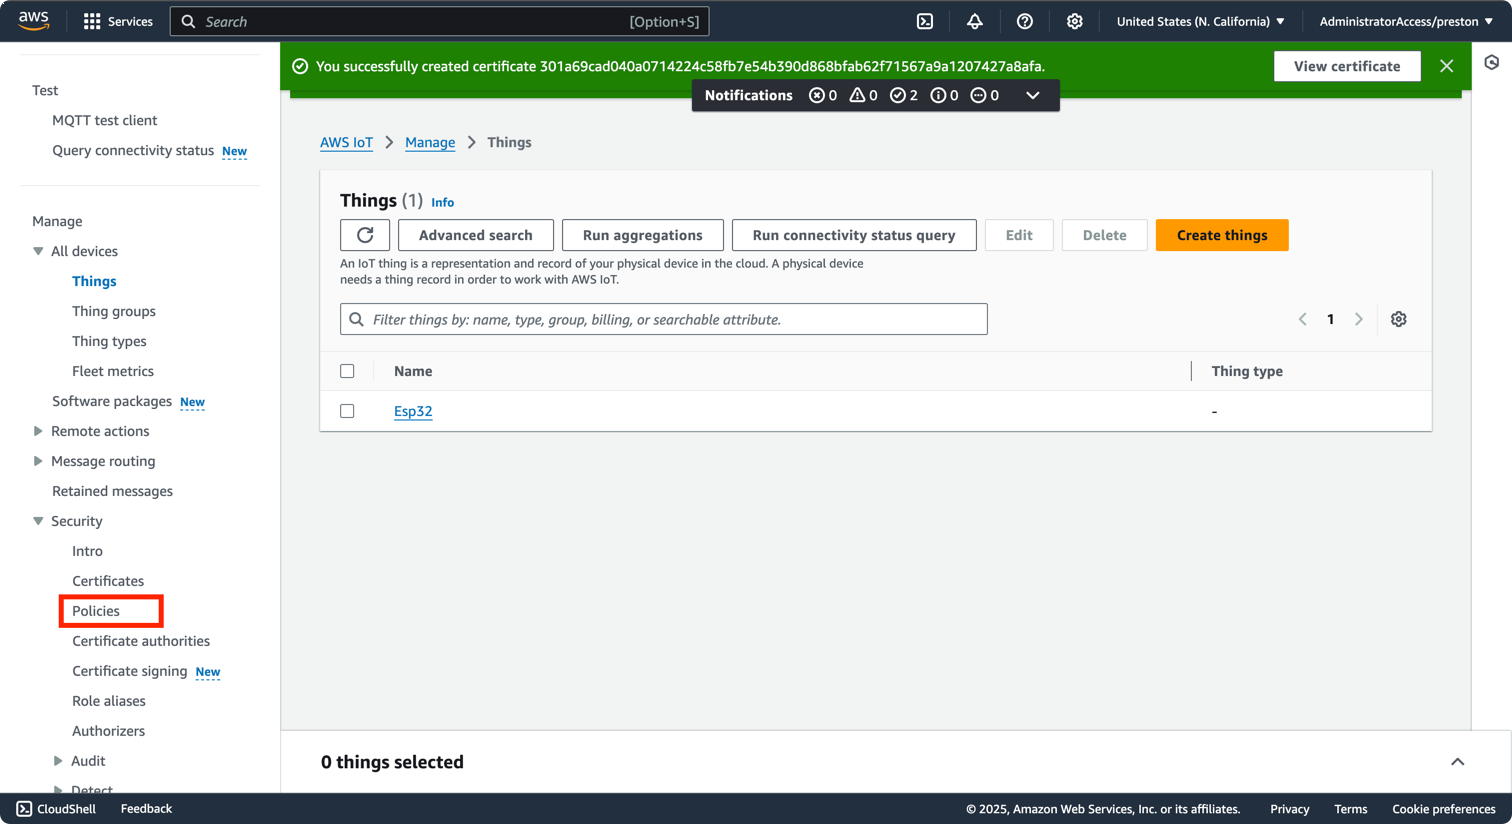 aws
Services
Search
[Option+S]
United States (N. California)
AdministratorAccess/preston
You successfully created certificate 301a69cad040a0714224c58fb7e54b390d868bfab62f71567a9a1207427a8afa.
View certificate
Notifications 0 0 2 0 0
Test
MQTT test client
Query connectivity status New
Manage
All devices
Things
Thing groups
Thing types
Fleet metrics
Software packages New
Remote actions
Message routing
Retained messages
Security
Intro
Certificates
Policies
Certificate authorities
Certificate signing New
Role aliases
Authorizers
Audit
Detect
AWS IoT > Manage > Things
Things (1) Info
Advanced search
Run aggregations
Run connectivity status query
Edit
Delete
Create things
An IoT thing is a representation and record of your physical device in the cloud. A physical device
needs a thing record in order to work with AWS IoT.
Filter things by: name, type, group, billing, or searchable attribute.
1
Name
Thing type
Esp32
-
0 things selected
CloudShell
Feedback
© 2025, Amazon Web Services, Inc. or its affiliates.
Privacy
Terms
Cookie preferences